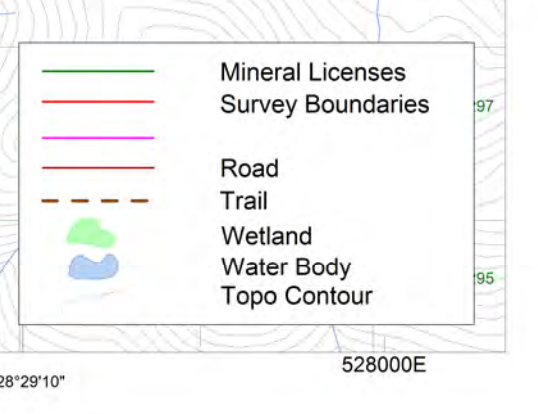 Mineral Licenses
Survey Boundaries
97
Road
Trail
Wetland
Water Body
95
Topo Contour
528000E
28°29'10"